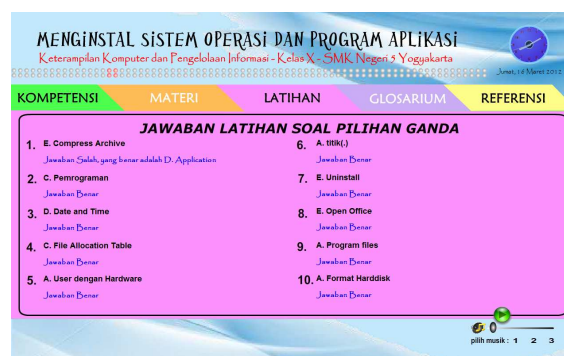 MENGINSTAL SISTEM OPERASI DAN PROGRAM APLIKASI
Keterampilan Komputer dan Pengelolaan Informasi - Kelas X - SMK Negeri 5 Yogyakarta
Jumat, 16 Maret 2012
KOMPETENSI MATERI LATIHAN GLOSARIUM REFERENSI
JAWABAN LATIHAN SOAL PILIHAN GANDA
1. E. Compress Archive
Jawaban Salah, yang benar adalah D. Application
2. C. Pemrograman
Jawaban Benar
3. D. Date and Time
Jawaban Benar
4. C. File Allocation Table
Jawaban Benar
5. A. User dengan Hardware
Jawaban Benar
6. A. titik(.)
Jawaban Benar
7. E. Uninstall
Jawaban Benar
8. E. Open Office
Jawaban Benar
9. A. Program files
Jawaban Benar
10. A. Format Harddisk
Jawaban Benar
pilih musik : 1 2 3